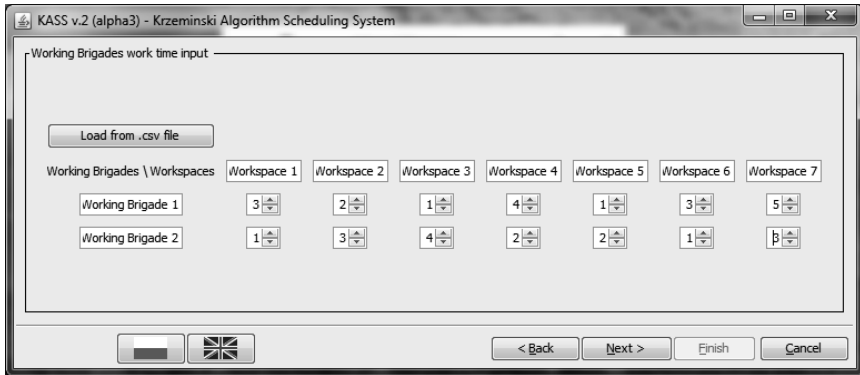 KASS v.2 (alpha3) - Krzeminski Algorithm Scheduling System
Working Brigades work time input
Load from .csv file
Working Brigades \ Workspaces Workspace 1 Workspace 2 Workspace 3 Workspace 4 Workspace 5 Workspace 6 Workspace 7
Working Brigade 1 3 2 1 4 1 3 5
Working Brigade 2 1 3 4 2 2 1 3
< Back Next > Finish Cancel